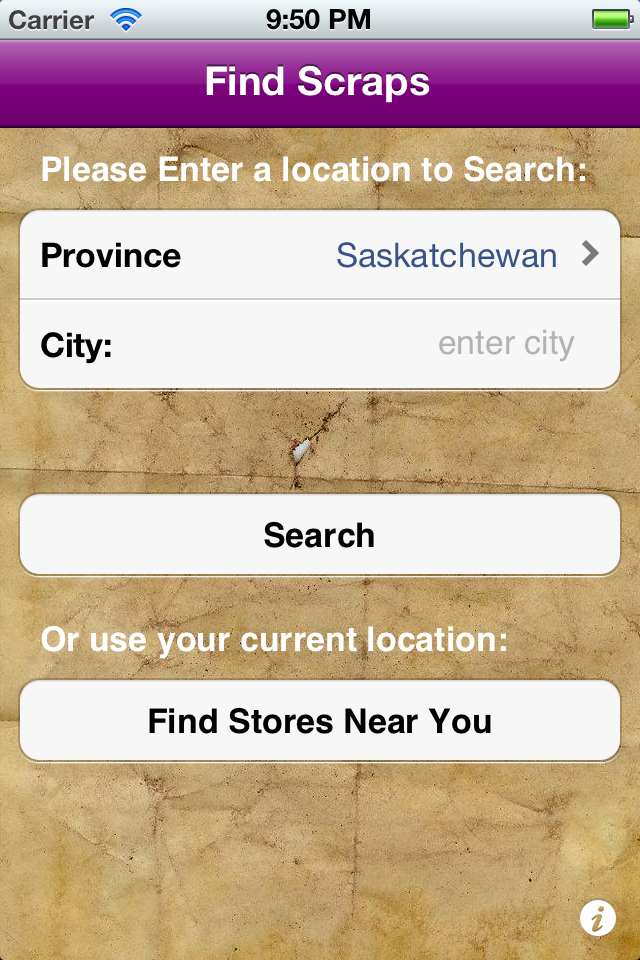 Carrier 9:50 PM
Find Scraps
Please Enter a location to Search:
Province Saskatchewan
City: enter city
Search
Or use your current location:
Find Stores Near You
i